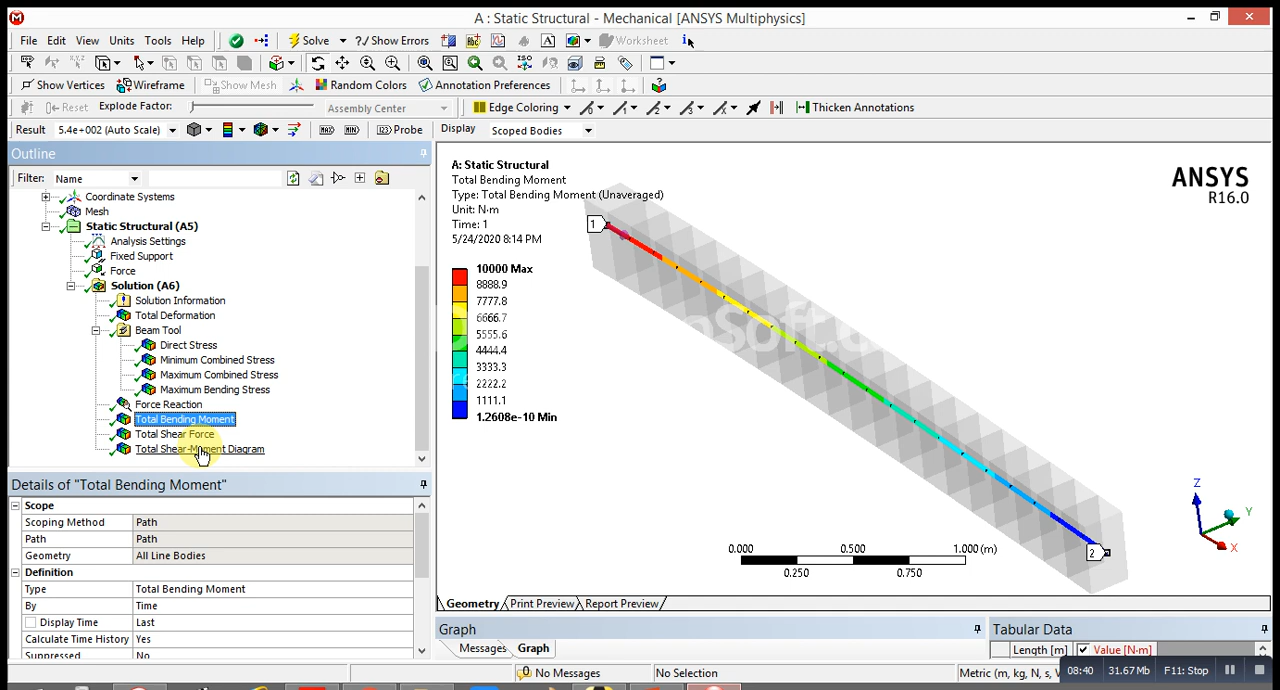 A : Static Structural - Mechanical [ANSYS Multiphysics]
File Edit View Units Tools Help Solve ?/ Show Errors Worksheet
Show Vertices Wireframe Show Mesh Random Colors Annotation Preferences
Reset Explode Factor: Assembly Center Edge Coloring Thicken Annotations
Result 5.4e+002 (Auto Scale) MAX MIN Probe Display Scoped Bodies
Outline
Filter: Name
Coordinate Systems
Mesh
Static Structural (A5)
Analysis Settings
Fixed Support
Force
Solution (A6)
Solution Information
Total Deformation
Beam Tool
Direct Stress
Minimum Combined Stress
Maximum Combined Stress
Maximum Bending Stress
Force Reaction
Total Bending Moment
Total Shear Force
Total Shear-Moment Diagram
Details of "Total Bending Moment"
Scope
Scoping Method Path
Path Path
Geometry All Line Bodies
Definition
Type Total Bending Moment
By Time
Display Time Last
Calculate Time History Yes
Suppressed No
A: Static Structural
Total Bending Moment
Type: Total Bending Moment (Unaveraged)
Unit: N·m
Time: 1
5/24/2020 8:14 PM
10000 Max
8888.9
7777.8
6666.7
5555.6
4444.4
3333.3
2222.2
1111.1
1.2608e-10 Min
ANSYS
R16.0
1
2
0.000 0.500 1.000 (m)
0.250 0.750
Z
Y
X
Geometry Print Preview Report Preview
Graph
Messages Graph
Tabular Data
Length [m] Value [N·m]
No Messages No Selection Metric (m, kg, N, s,
08:40 31.67 Mb F11: Stop